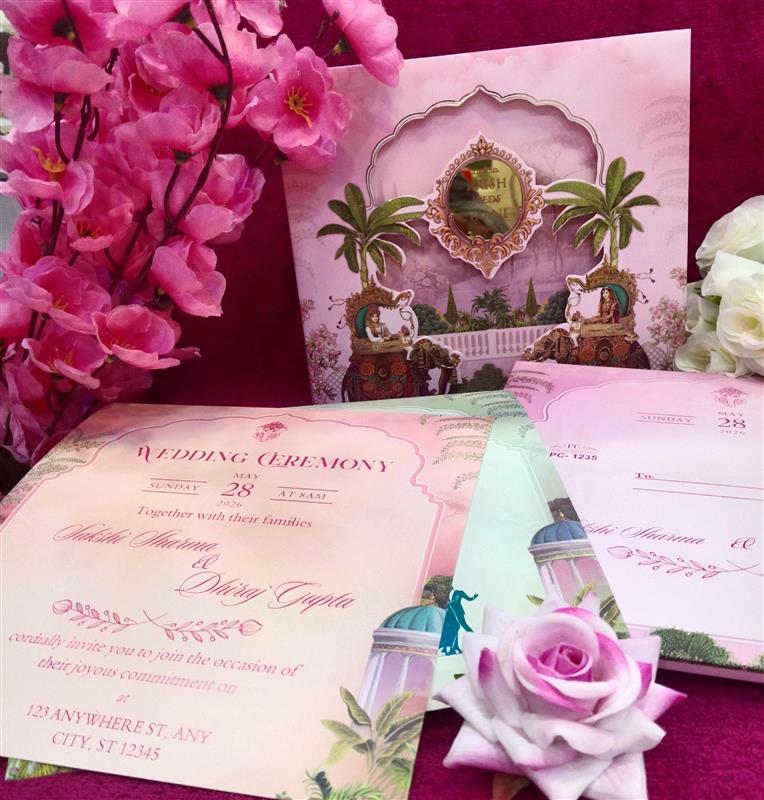 WEDDING CEREMONY
MAY
SUNDAY 28 AT 8AM
2026
Together with their families
Sakshi Sharma
&
Dhiraj Gupta
cordially invite you to join the occasion of
their joyous commitment on
at
123 ANYWHERE ST, ANY
CITY, ST 12345
MAY
SUNDAY 28
2026
PC
PC- 1235
To
Sharma &